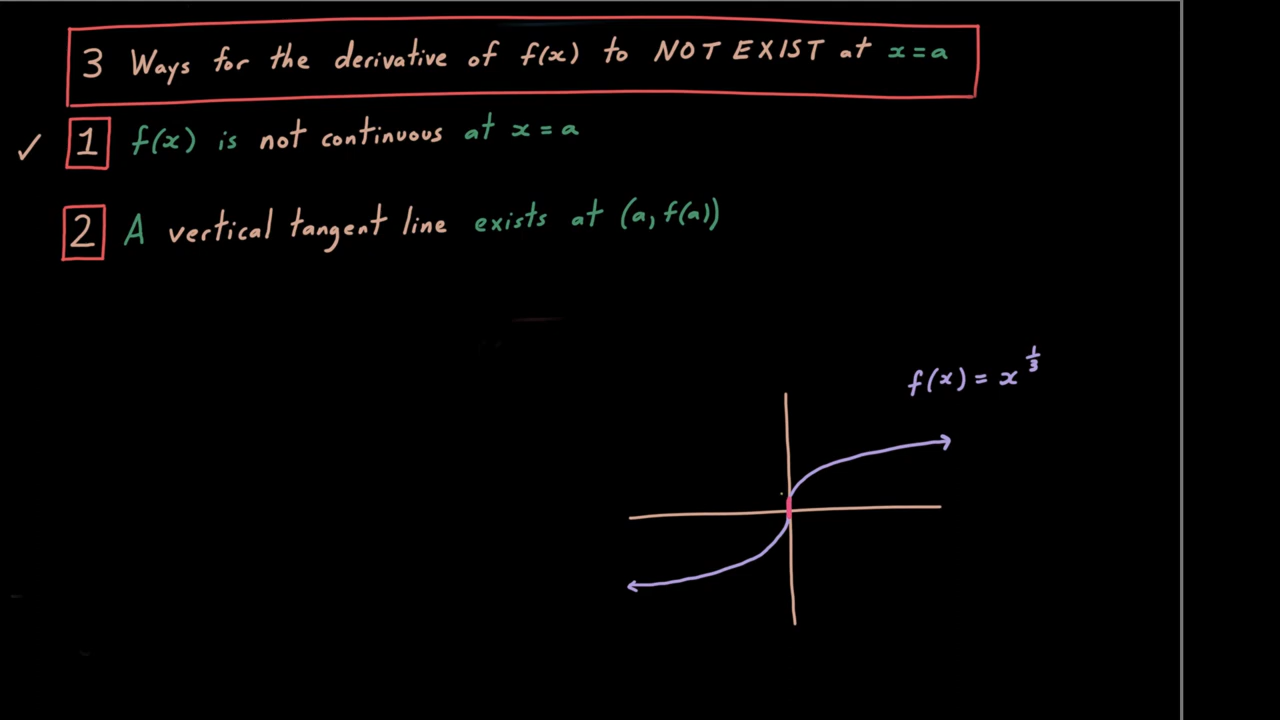 3 Ways for the derivative of f(x) to NOT EXIST at x=a
✓ 1 f(x) is not continuous at x=a
2 A vertical tangent line exists at (a, f(a))
f(x) = x^(1/3)